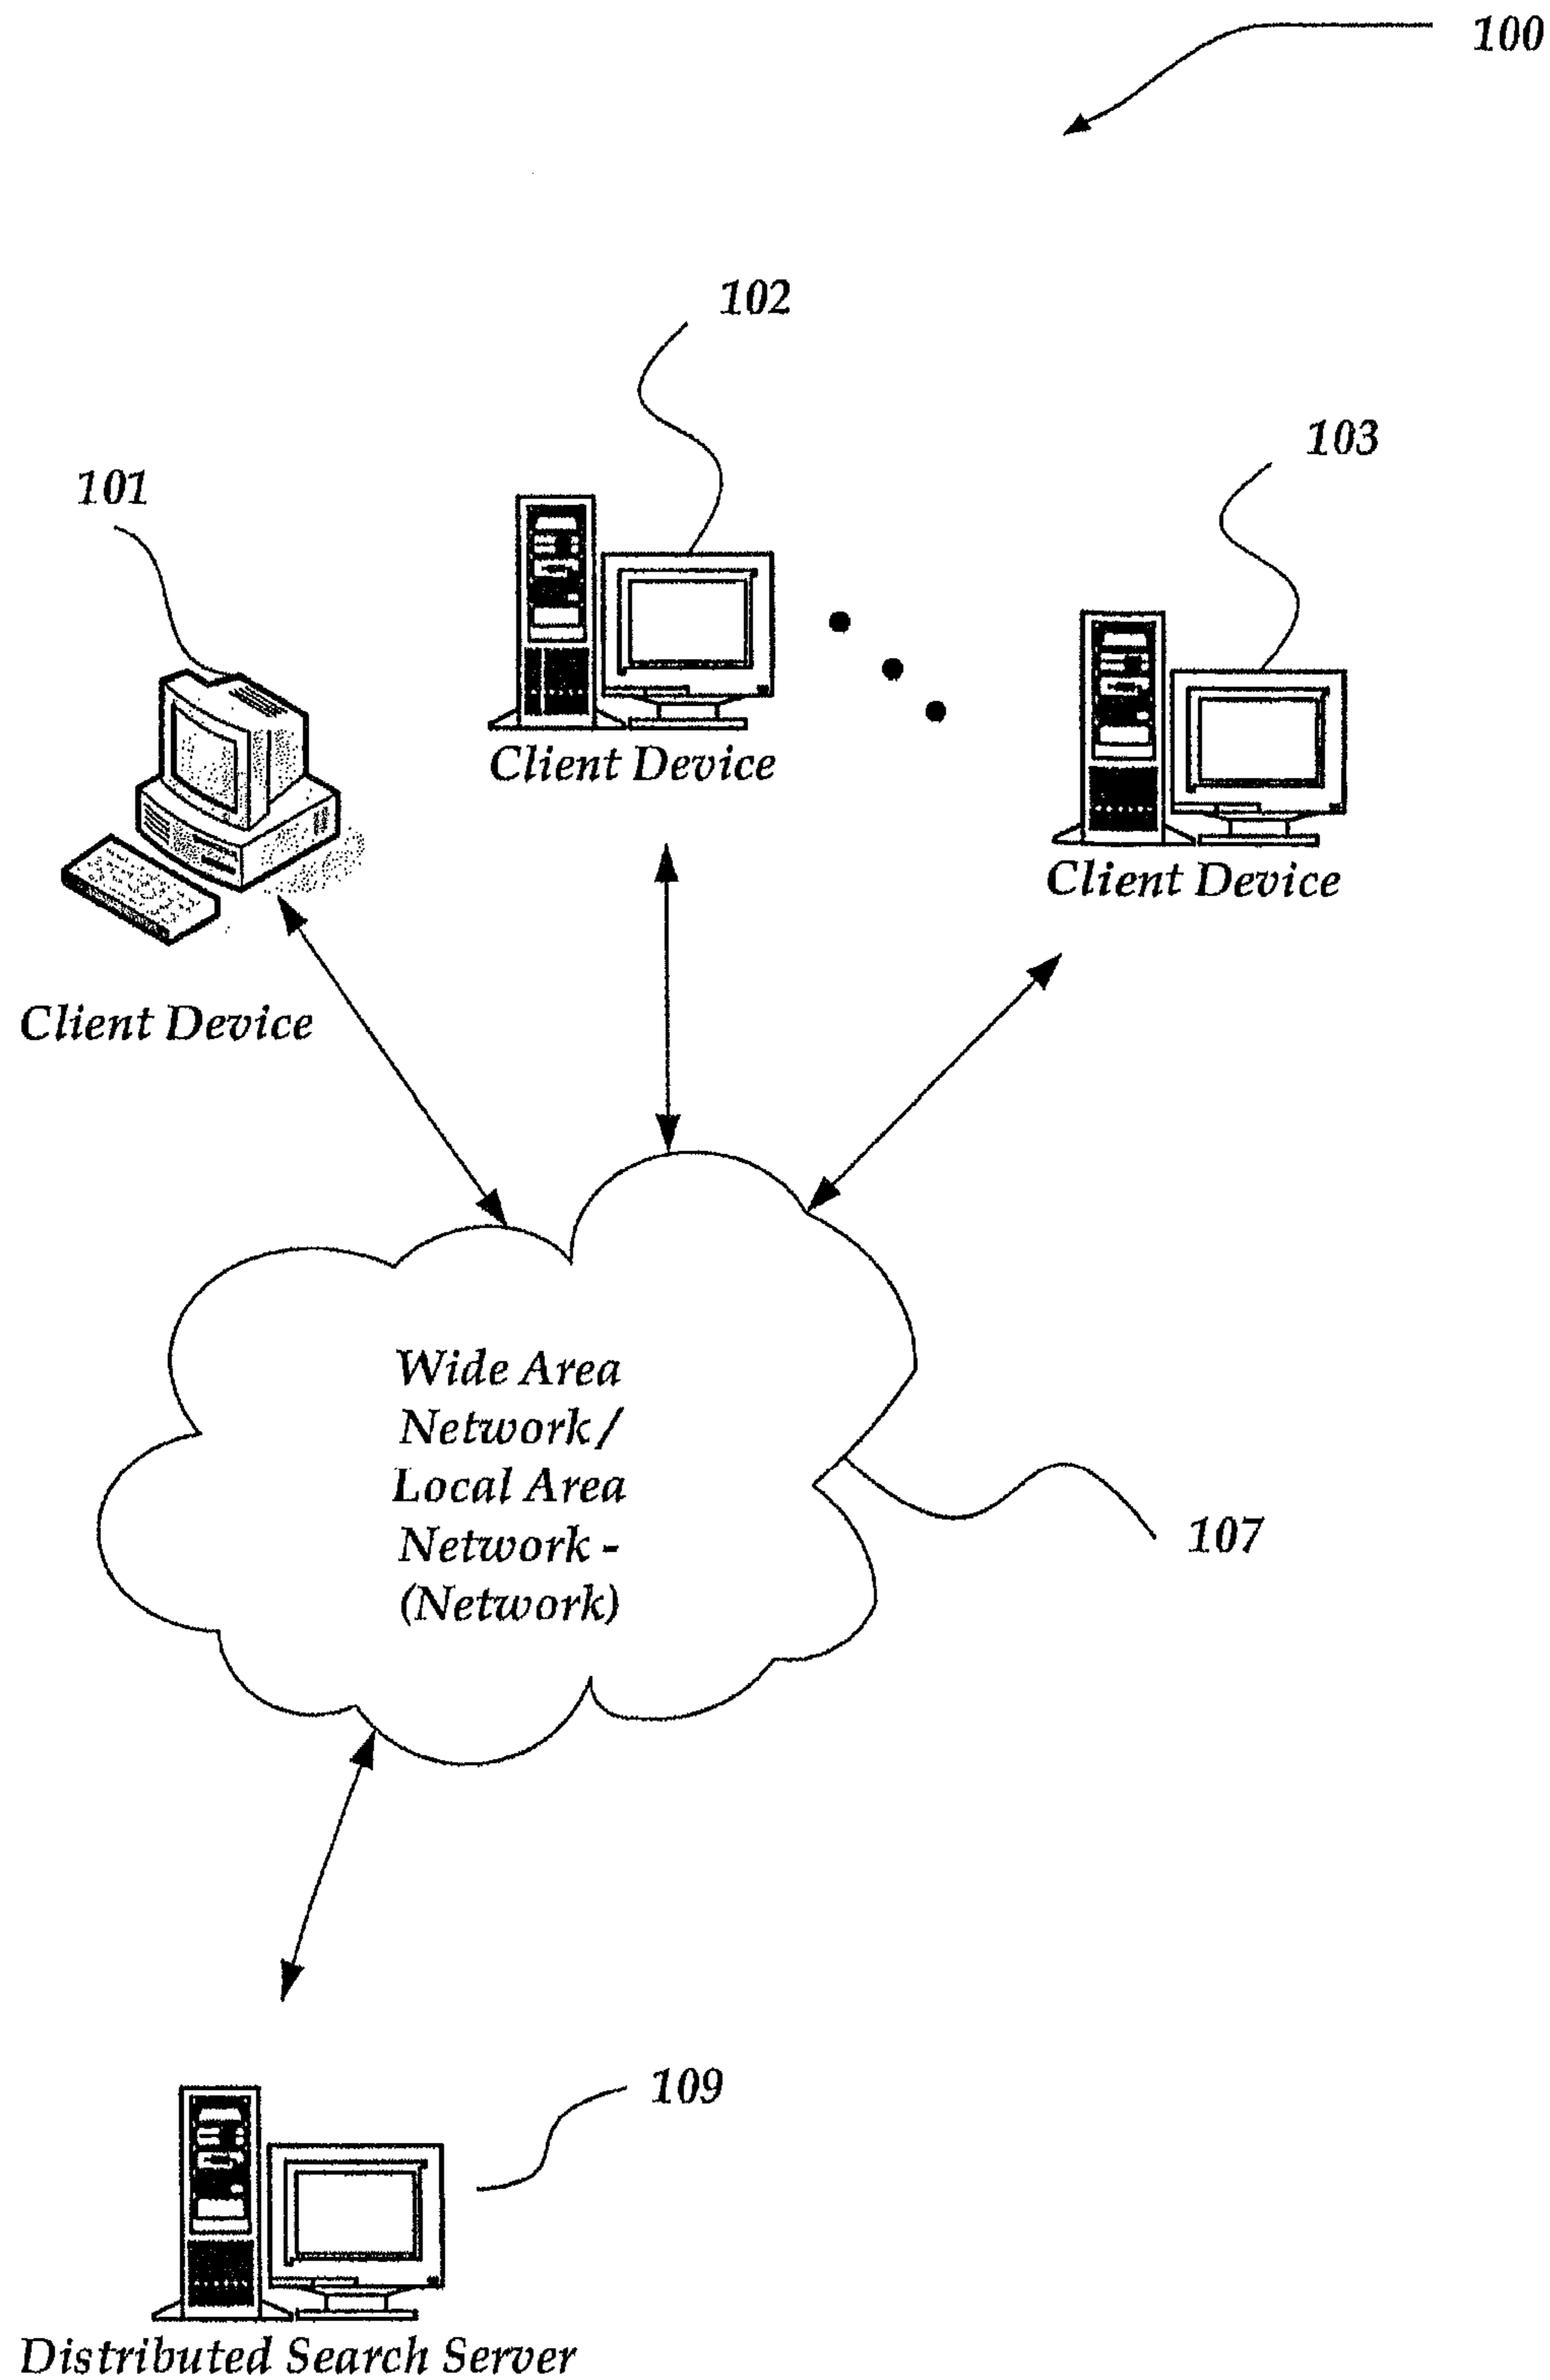 100
102
103
101
Client Device
Client Device
Client Device
Wide Area
Network/
Local Area
Network -
(Network)
107
109
Distributed Search Server